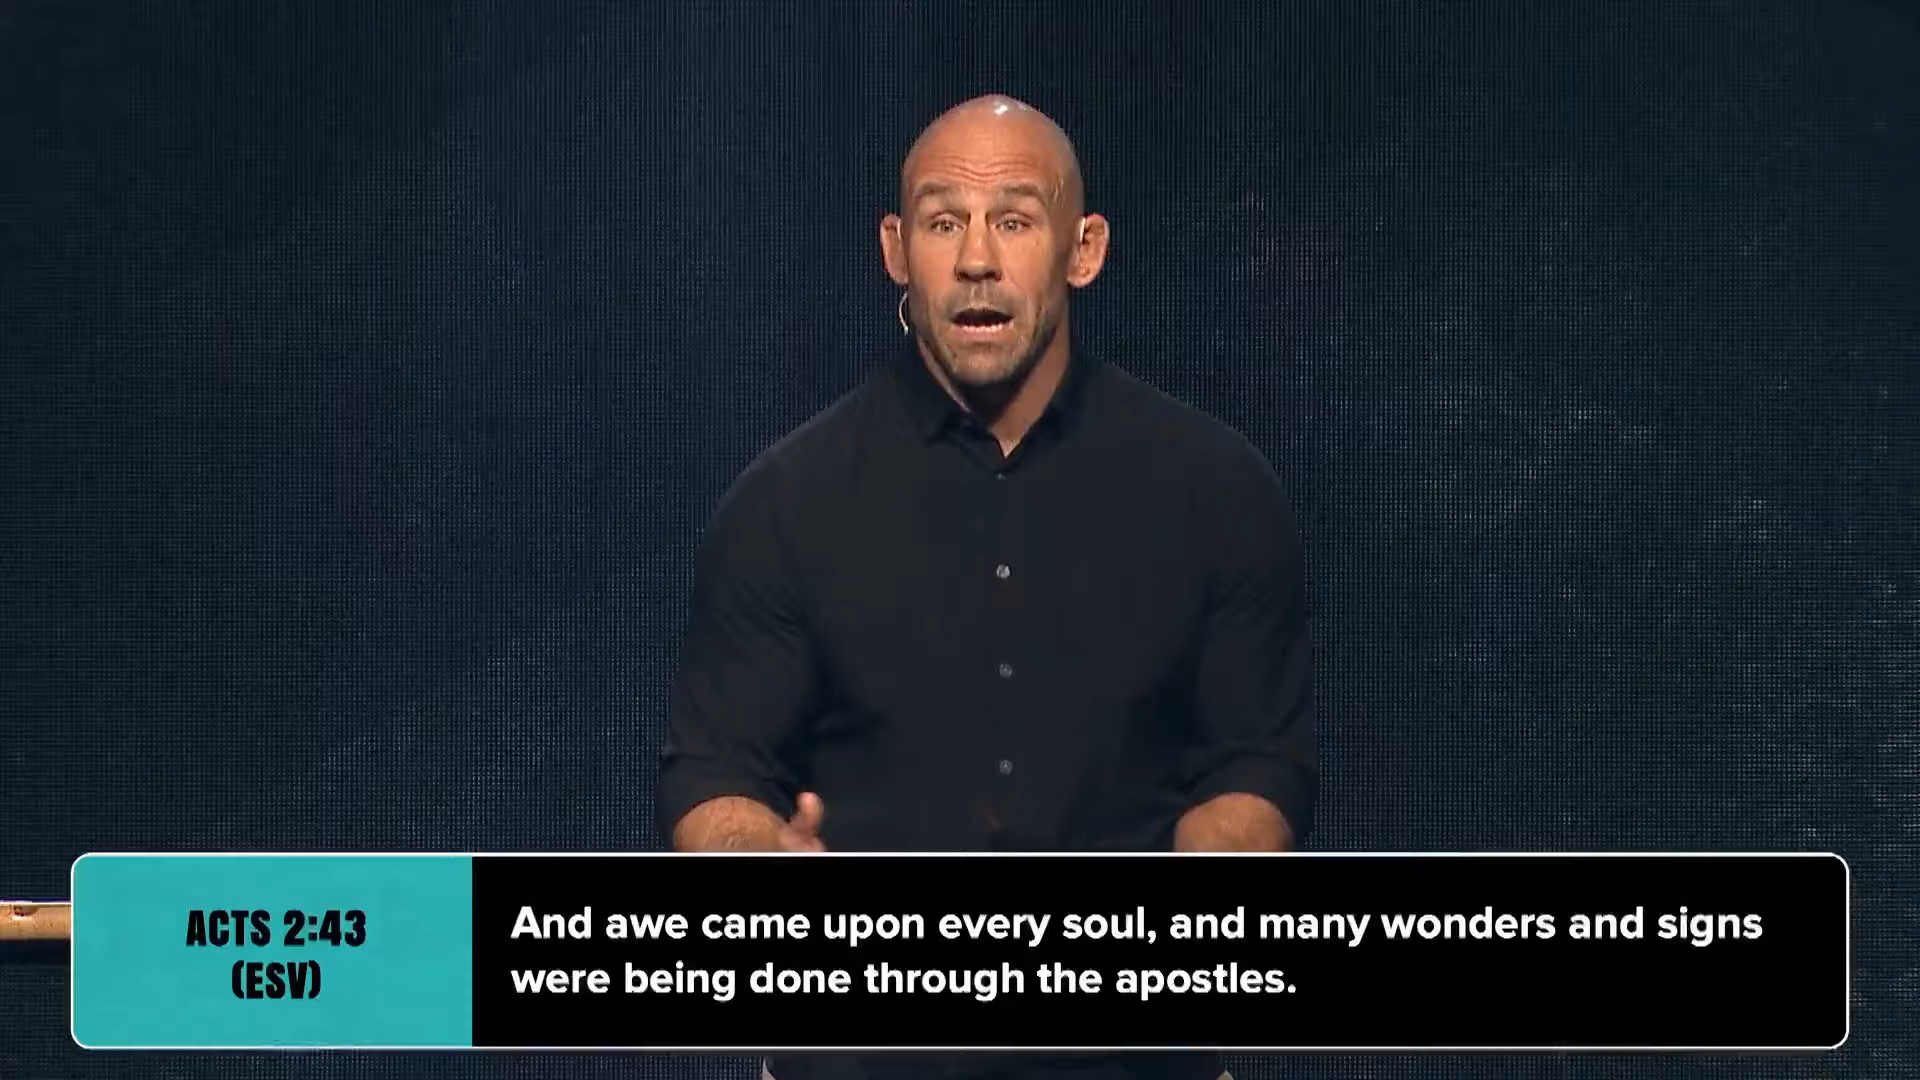 ACTS 2:43
(ESV)
And awe came upon every soul, and many wonders and signs
were being done through the apostles.